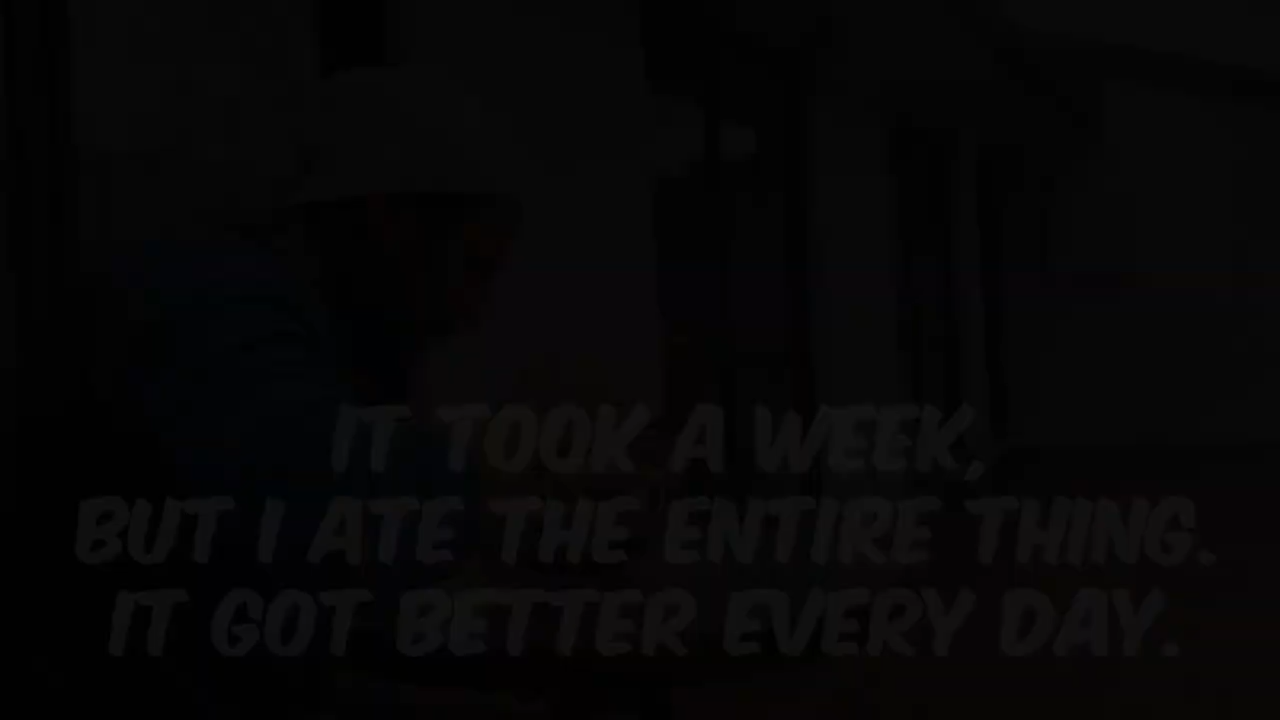 IT TOOK A WEEK,
BUT I ATE THE ENTIRE THING.
IT GOT BETTER EVERY DAY.